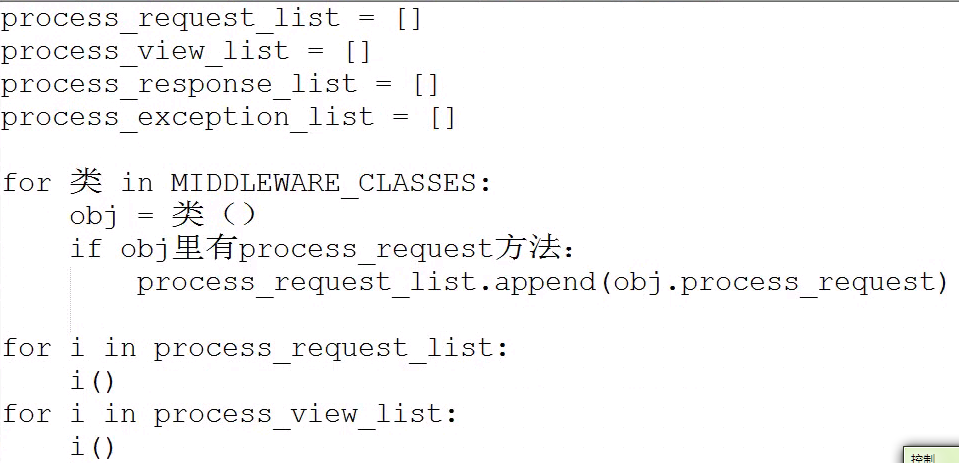 process_request_list = []
process_view_list = []
process_response_list = []
process_exception_list = []
for 类 in MIDDLEWARE_CLASSES:
    obj = 类（）
    if obj里有process_request方法:
        process_request_list.append(obj.process_request)
for i in process_request_list:
    i()
for i in process_view_list:
    i()
控制